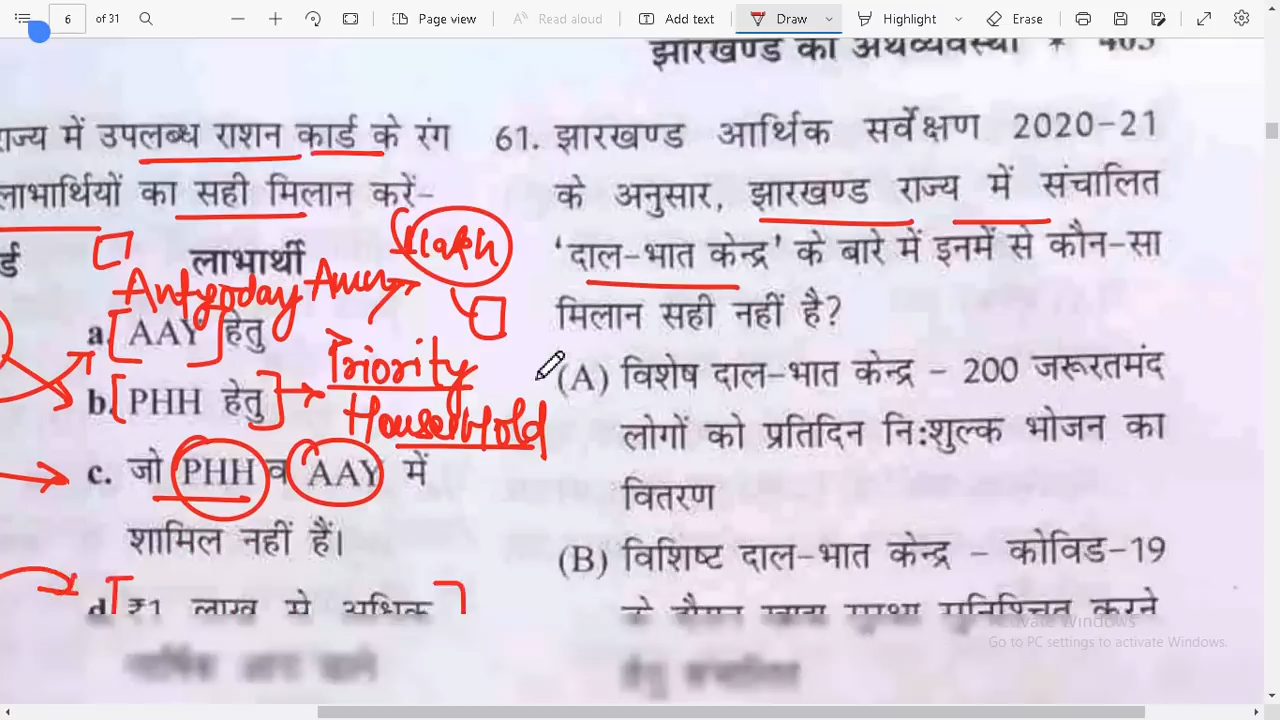 6 of 31
Page view
Read aloud
Add text
Draw
Highlight
Erase
झारखण्ड की अर्थव्यवस्था * 405
राज्य में उपलब्ध राशन कार्ड के रंग
लाभार्थियों का सही मिलान करें-
लाभार्थी
Antyoday
a. AAY हेतु
Priority
b. PHH हेतु
HouseHold
c. जो PHH व AAY में
शामिल नहीं हैं।
d ₹1 लाख से अधिक
61. झारखण्ड आर्थिक सर्वेक्षण 2020-21
के अनुसार, झारखण्ड राज्य में संचालित
'दाल-भात केन्द्र' के बारे में इनमें से कौन-सा
मिलान सही नहीं है?
(A) विशेष दाल-भात केन्द्र - 200 जरूरतमंद
लोगों को प्रतिदिन नि:शुल्क भोजन का
वितरण
(B) विशिष्ट दाल-भात केन्द्र - कोविड-19
के दौरान खाद्य सुरक्षा सुनिश्चित करने
हेतु संचालित
Activate Windows
Go to PC settings to activate Windows.